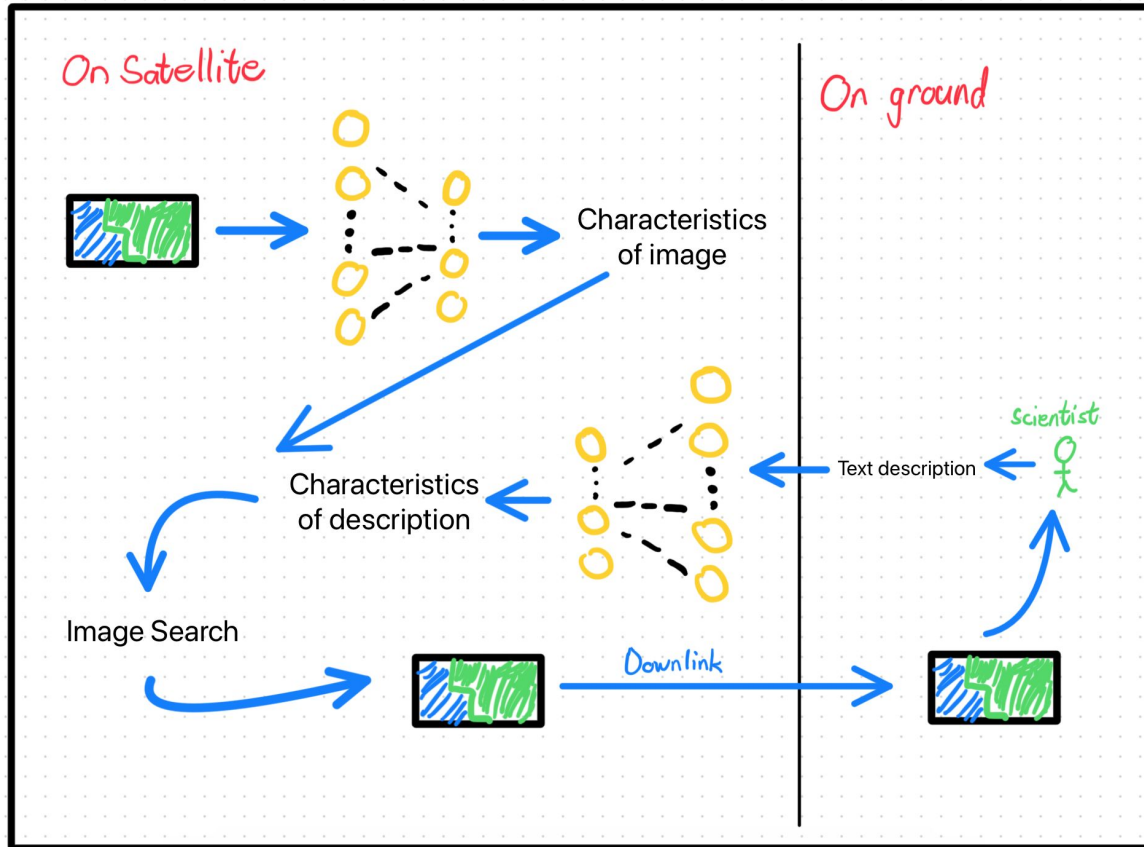 On Satellite
On ground
Characteristics
of image
scientist
Text description
Characteristics
of description
Image Search
Downlink